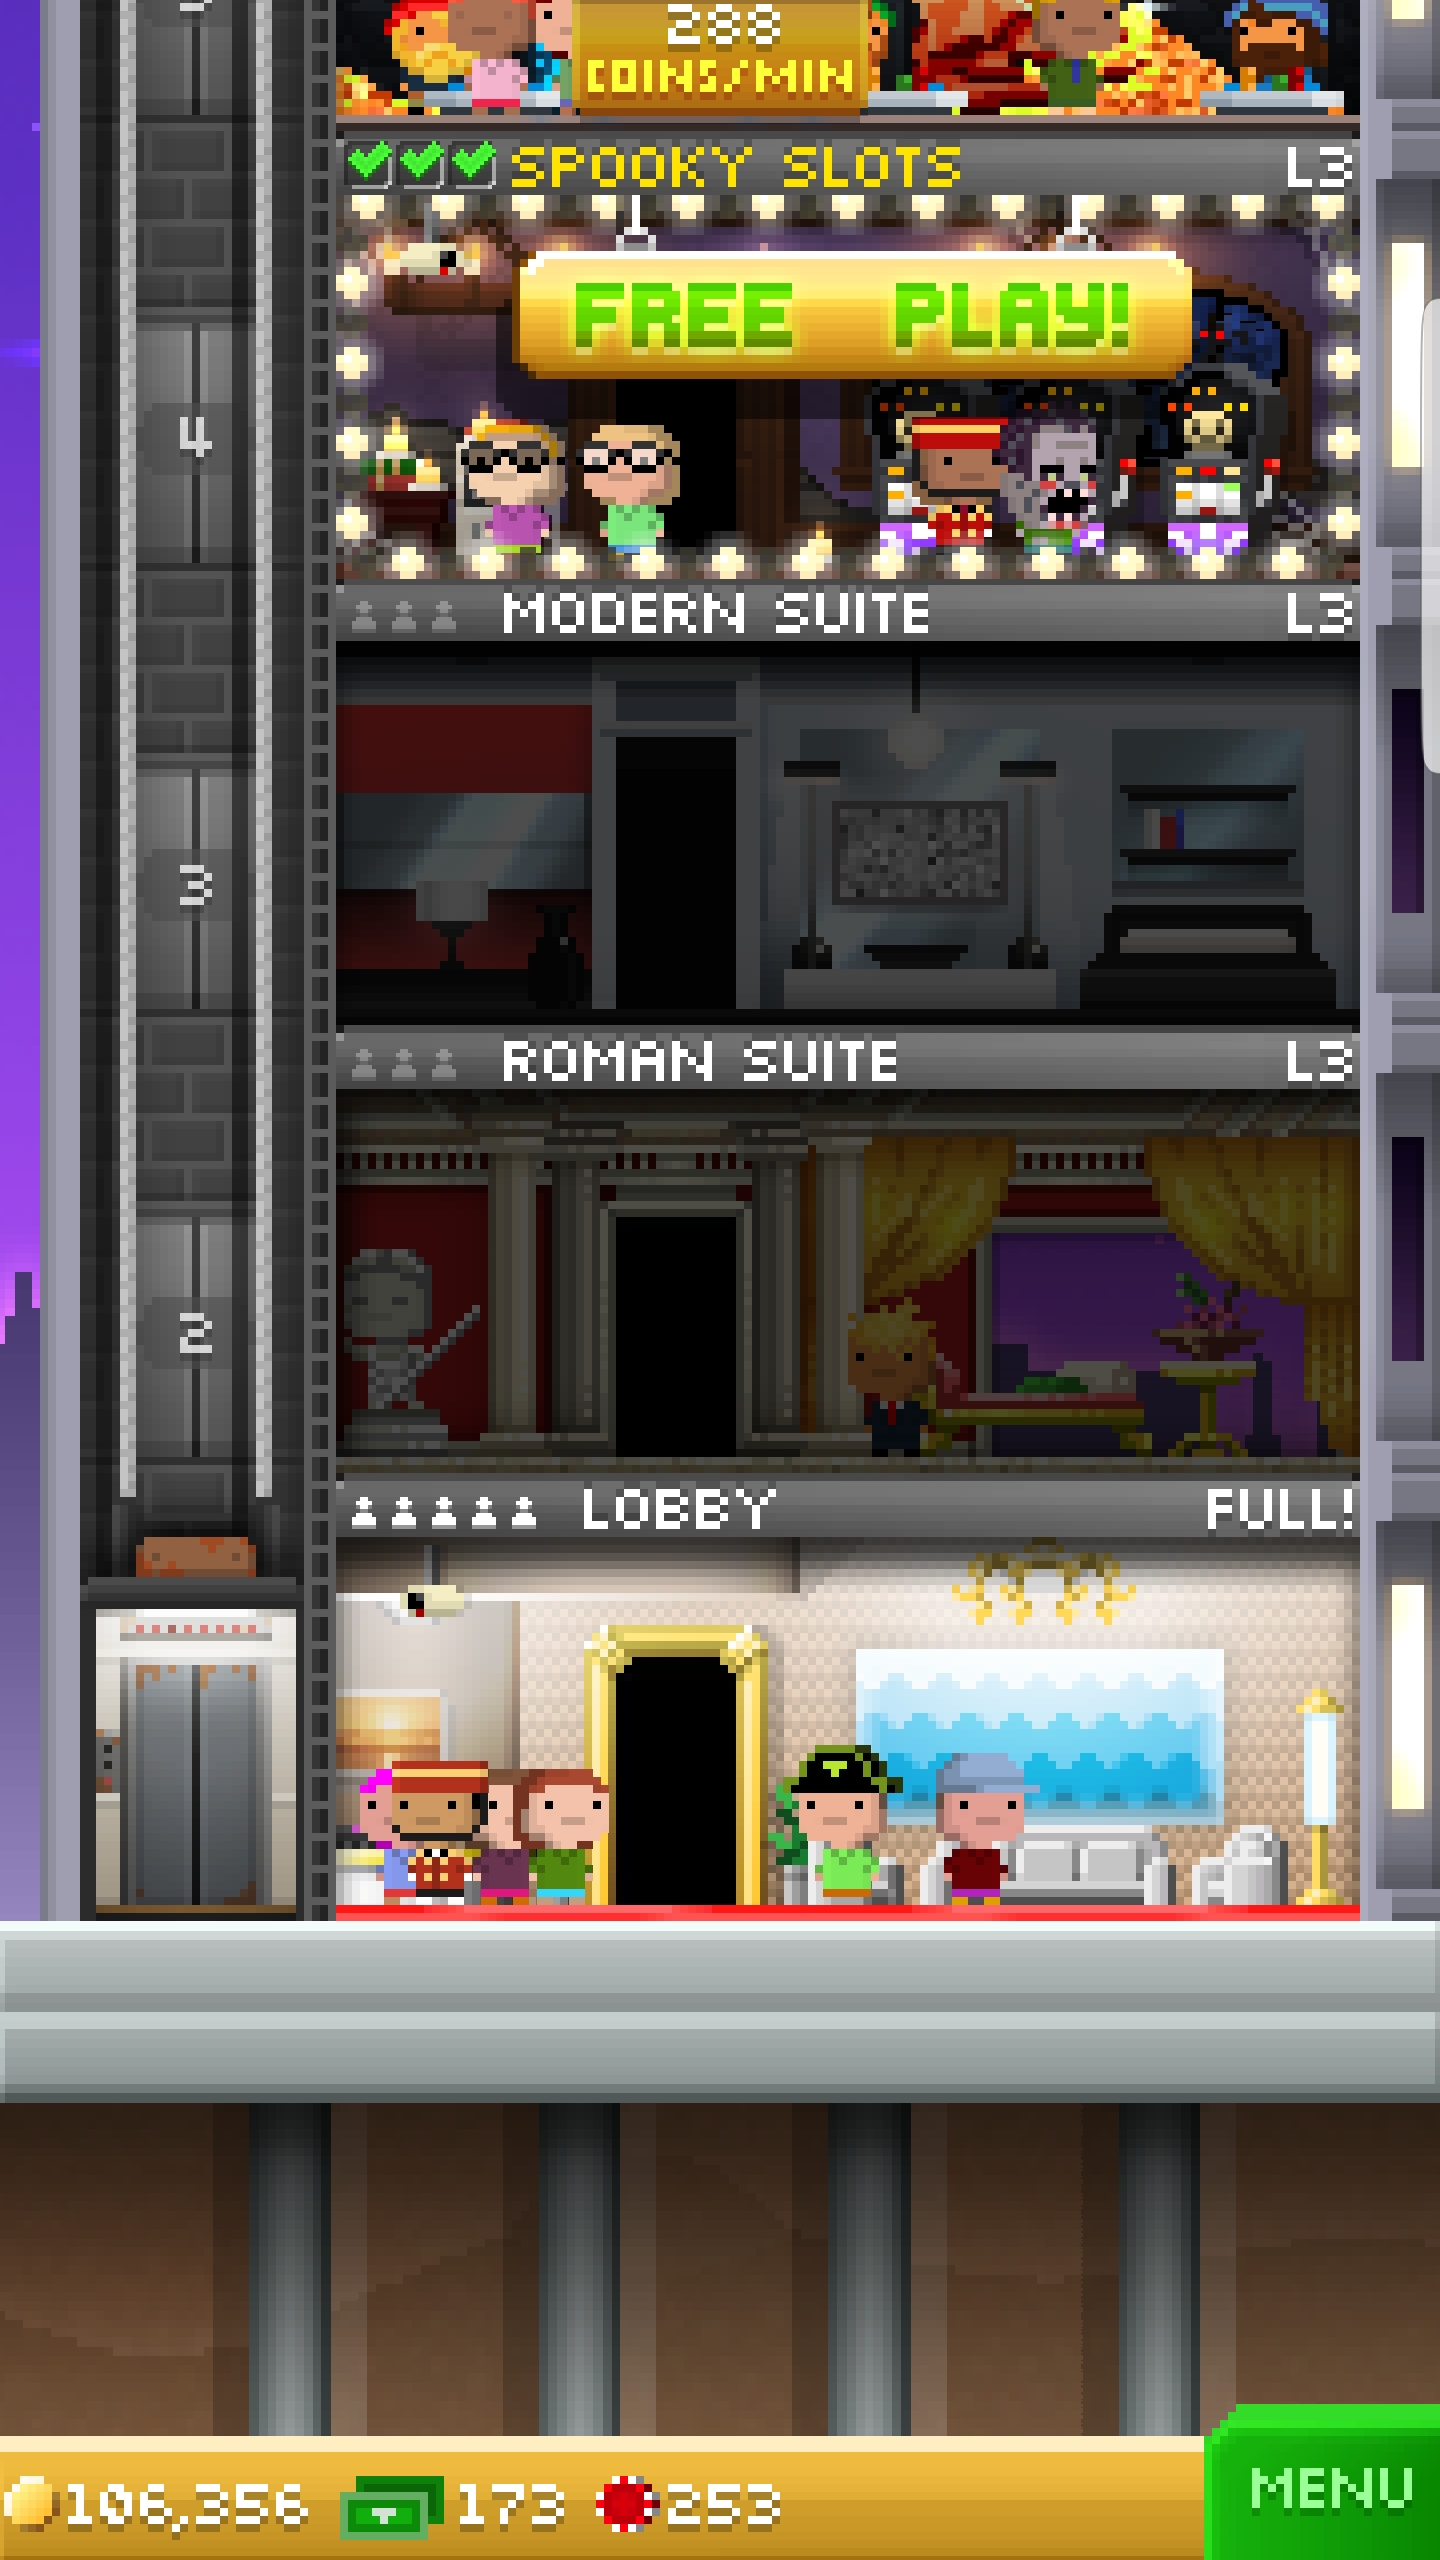 288
COINS/MIN
SPOOKY SLOTS L3
FREE PLAY!
4
MODERN SUITE L3
3
ROMAN SUITE L3
2
LOBBY FULL!
106,356 173 253
MENU